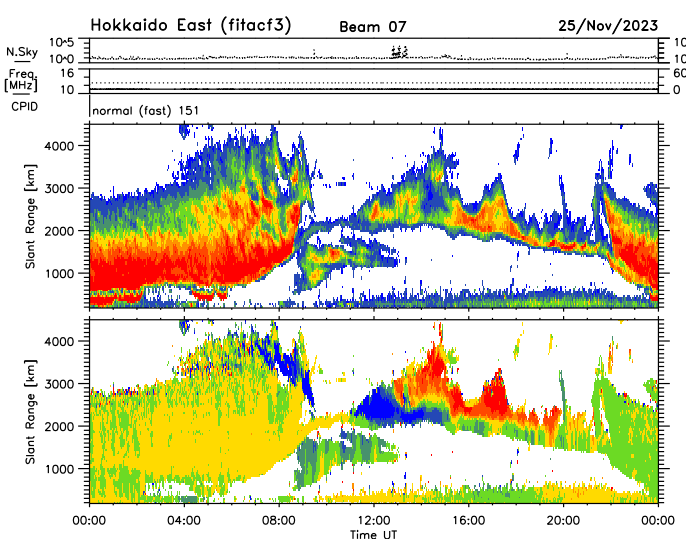 Hokkaido East (fitacf3) Beam 07 25/Nov/2023
N.Sky 10^5 10^0 10 10
Freq. [MHz] 16 10 60 0
CPID normal (fast) 151
Slant Range [km] 4000 3000 2000 1000
Slant Range [km] 4000 3000 2000 1000
00:00 04:00 08:00 12:00 16:00 20:00 00:00
Time UT